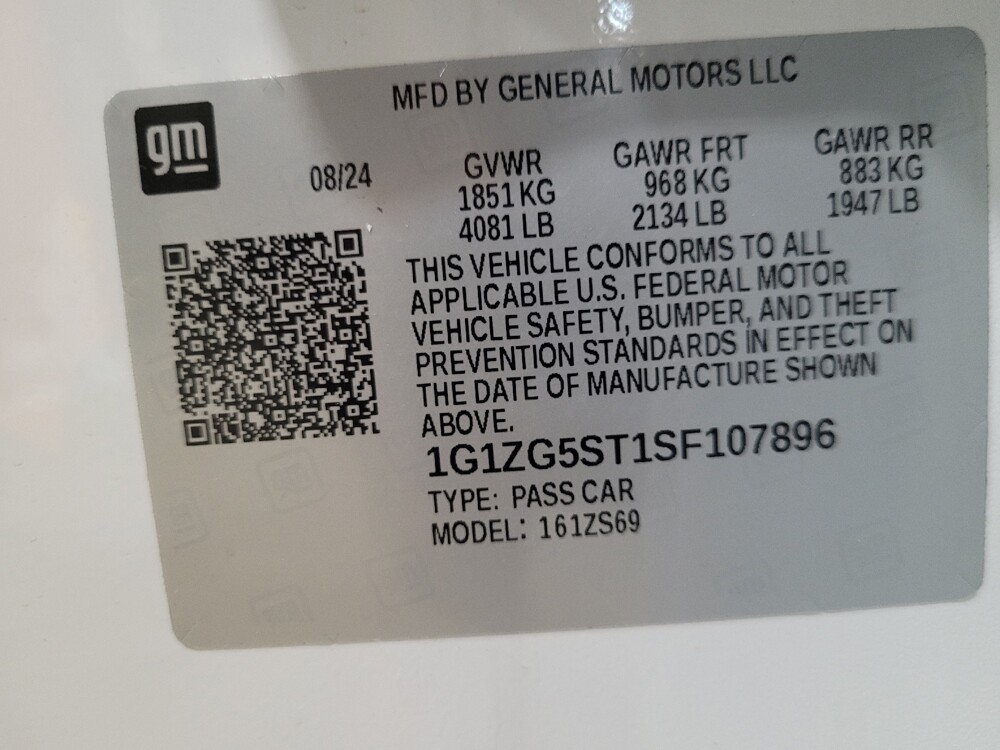 MFD BY GENERAL MOTORS LLC
gm
08/24
GVWR
1851 KG
4081 LB
GAWR FRT
968 KG
2134 LB
GAWR RR
883 KG
1947 LB
THIS VEHICLE CONFORMS TO ALL
APPLICABLE U.S. FEDERAL MOTOR
VEHICLE SAFETY, BUMPER, AND THEFT
PREVENTION STANDARDS IN EFFECT ON
THE DATE OF MANUFACTURE SHOWN
ABOVE.
1G1ZG5ST1SF107896
TYPE: PASS CAR
MODEL: 161ZS69